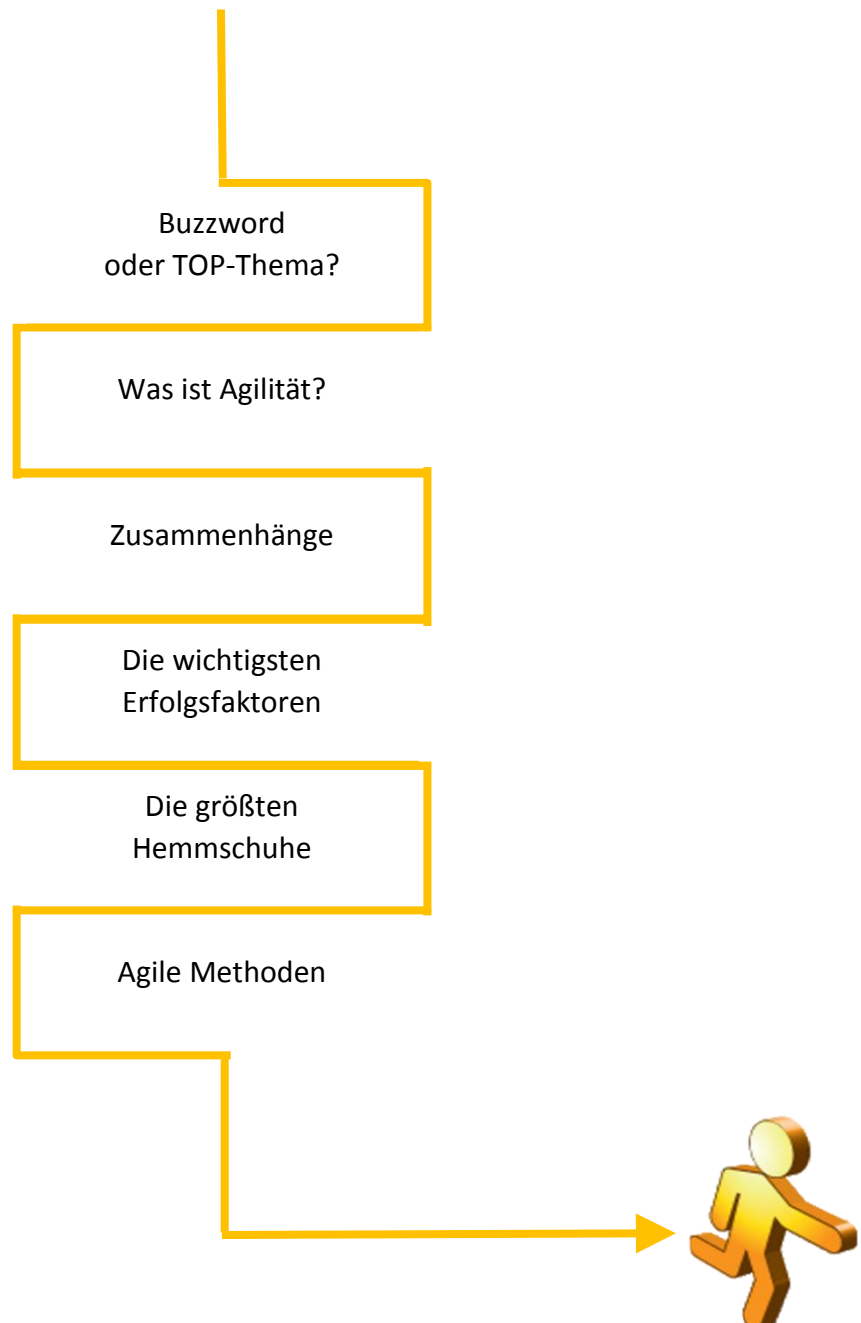 Buzzword
oder TOP-Thema?
Was ist Agilität?
Zusammenhänge
Die wichtigsten
Erfolgsfaktoren
Die größten
Hemmschuhe
Agile Methoden